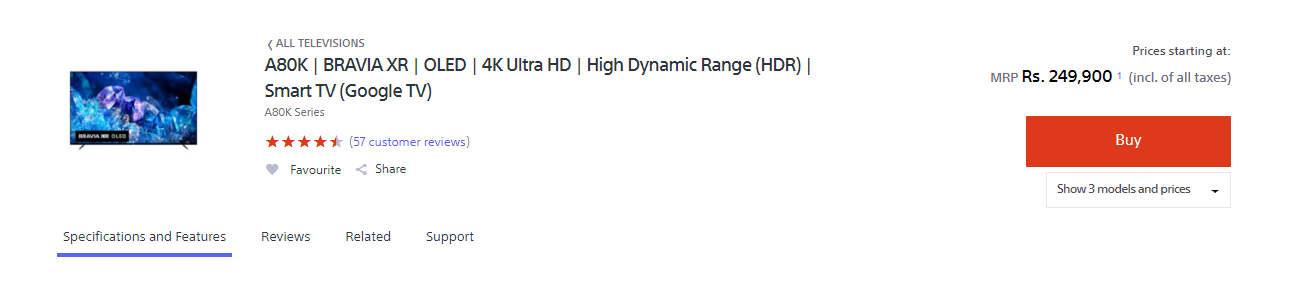 ALL TELEVISIONS
A80K | BRAVIA XR | OLED | 4K Ultra HD | High Dynamic Range (HDR) |
Smart TV (Google TV)
A80K Series
(57 customer reviews)
Favourite Share
BRAVIA XR OLED
Prices starting at:
MRP Rs. 249,900 1 (incl. of all taxes)
Buy
Show 3 models and prices
Specifications and Features Reviews Related Support